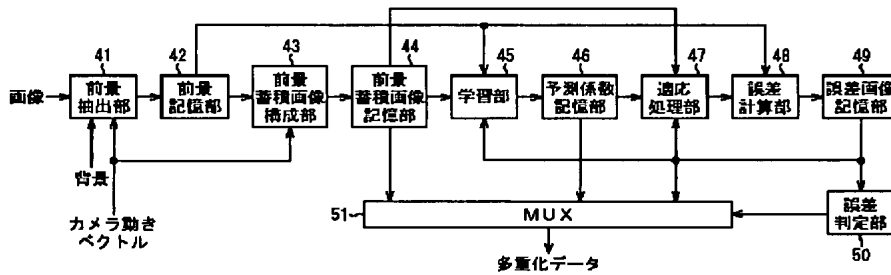 41
42
43
44
45
46
47
48
49
画像
前景
抽出部
前景
記憶部
前景
蓄積画像
構成部
前景
蓄積画像
記憶部
学習部
予測係数
記憶部
適応
処理部
誤差
計算部
誤差画像
記憶部
背景
カメラ動き
ベクトル
51
MUX
誤差
判定部
50
多重化データ